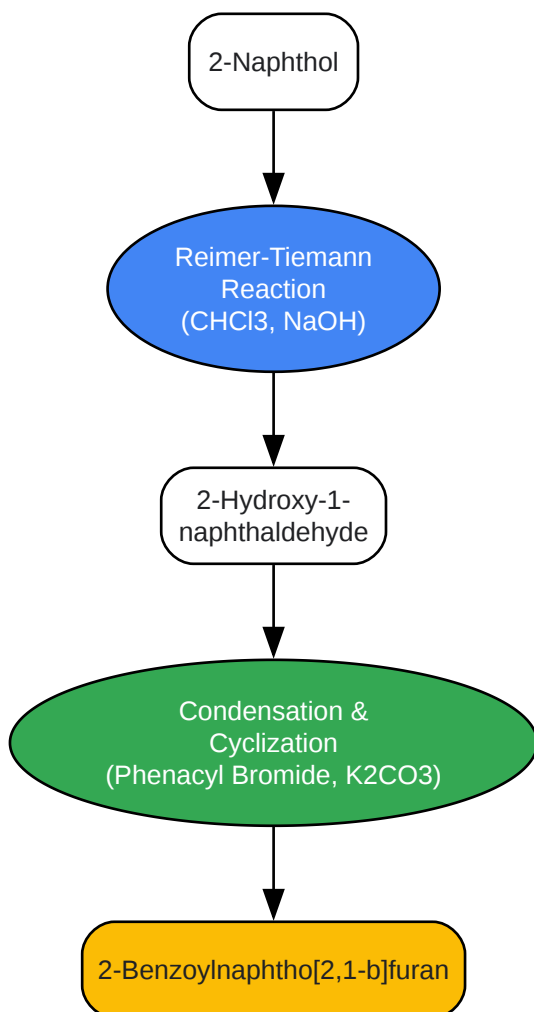 2-Naphthol
Reimer-Tiemann
Reaction
(CHCl3, NaOH)
2-Hydroxy-1-
naphthaldehyde
Condensation &
Cyclization
(Phenacyl Bromide, K2CO3)
2-Benzoylnaphtho[2,1-b]furan